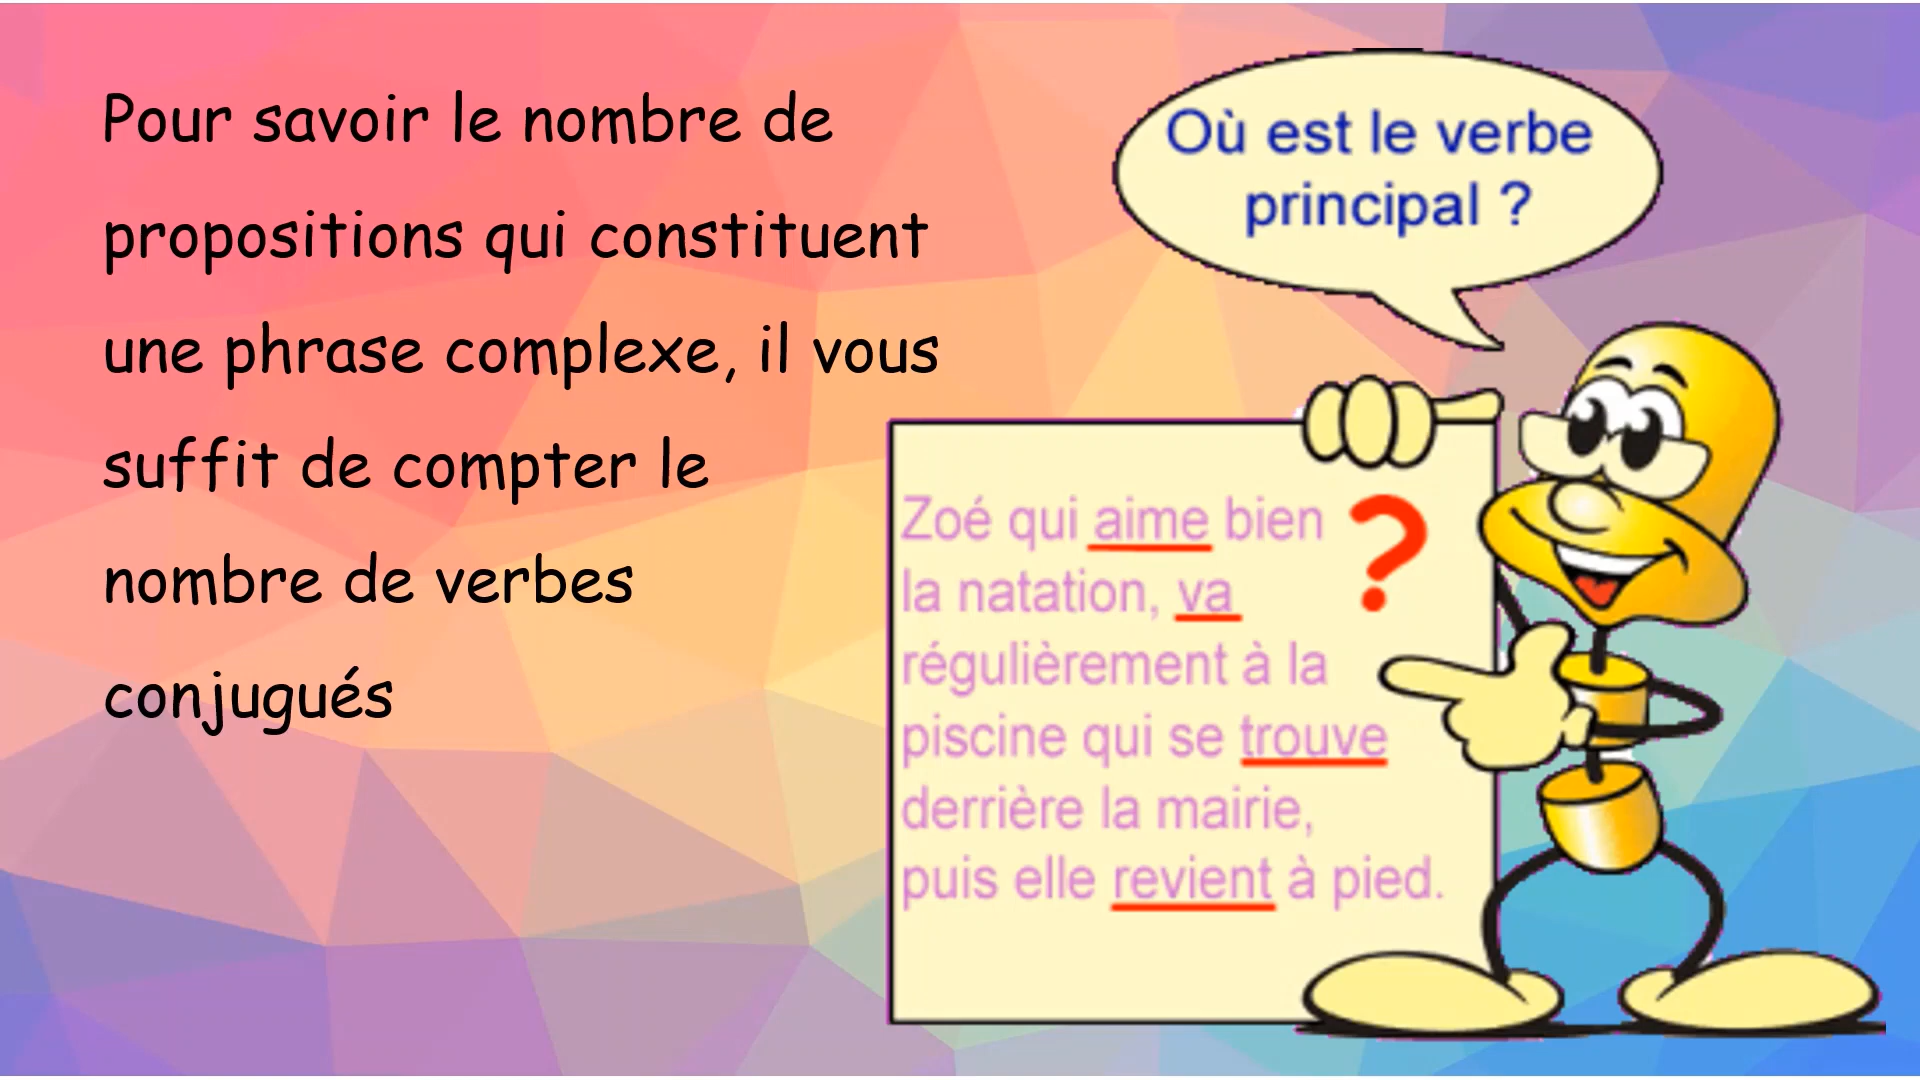 Pour savoir le nombre de
propositions qui constituent
une phrase complexe, il vous
suffit de compter le
nombre de verbes
conjugués
Où est le verbe
principal ?
Zoé qui aime bien
la natation, va
régulièrement à la
piscine qui se trouve
derrière la mairie,
puis elle revient à pied.
?